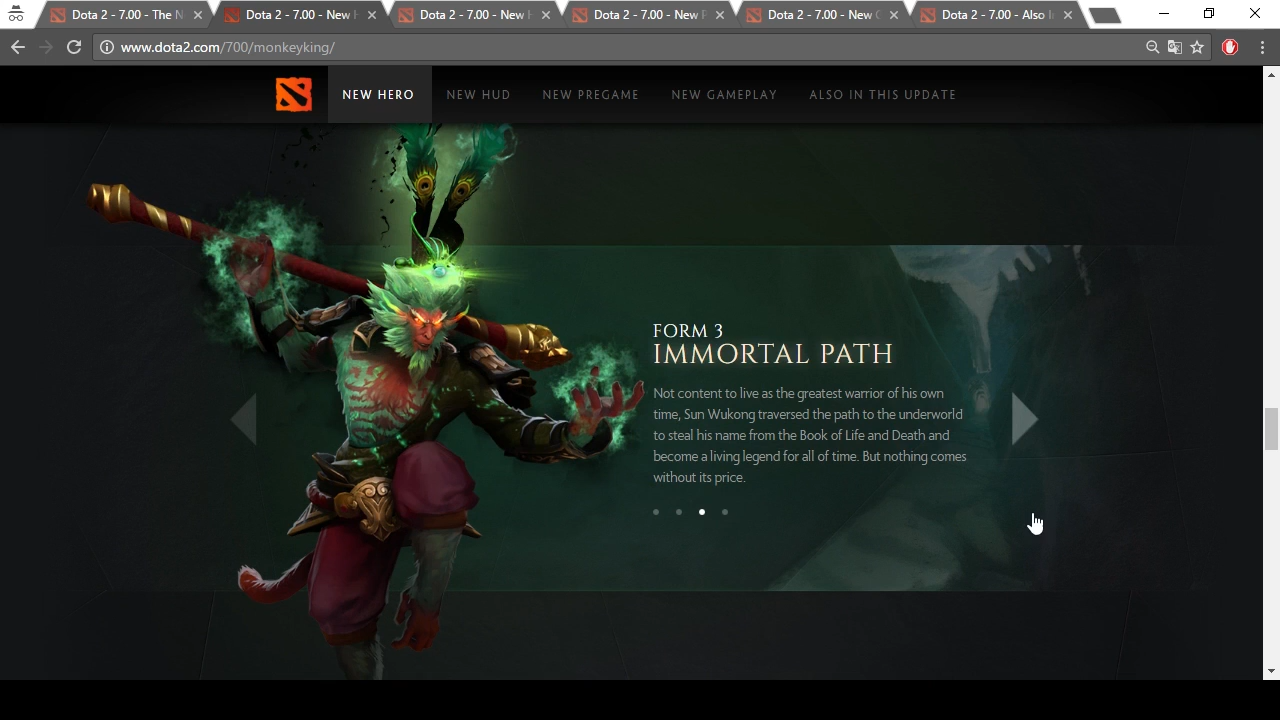 Dota 2 - 7.00 - The N
Dota 2 - 7.00 - New H
Dota 2 - 7.00 - New H
Dota 2 - 7.00 - New P
Dota 2 - 7.00 - New G
Dota 2 - 7.00 - Also In
www.dota2.com/700/monkeyking/
NEW HERO
NEW HUD
NEW PREGAME
NEW GAMEPLAY
ALSO IN THIS UPDATE
FORM 3
IMMORTAL PATH
Not content to live as the greatest warrior of his own
time, Sun Wukong traversed the path to the underworld
to steal his name from the Book of Life and Death and
become a living legend for all of time. But nothing comes
without its price.